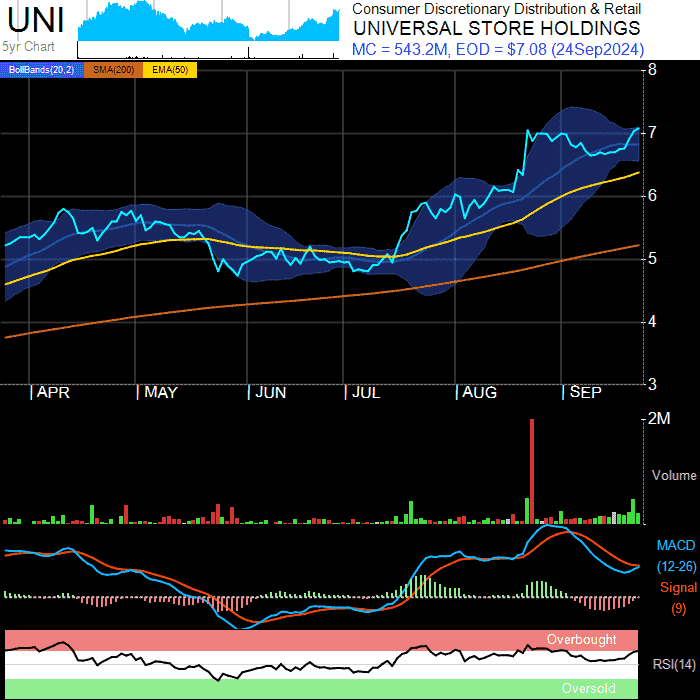 UNI
5yr Chart
Consumer Discretionary Distribution & Retail
UNIVERSAL STORE HOLDINGS
MC = 543.2M, EOD = $7.08 (24Sep2024)
BollBands(20,2) SMA(200) EMA(50)
8
7
6
5
4
3
APR MAY JUN JUL AUG SEP
2M
Volume
MACD
(12-26)
Signal
(9)
Overbought
RSI(14)
Oversold